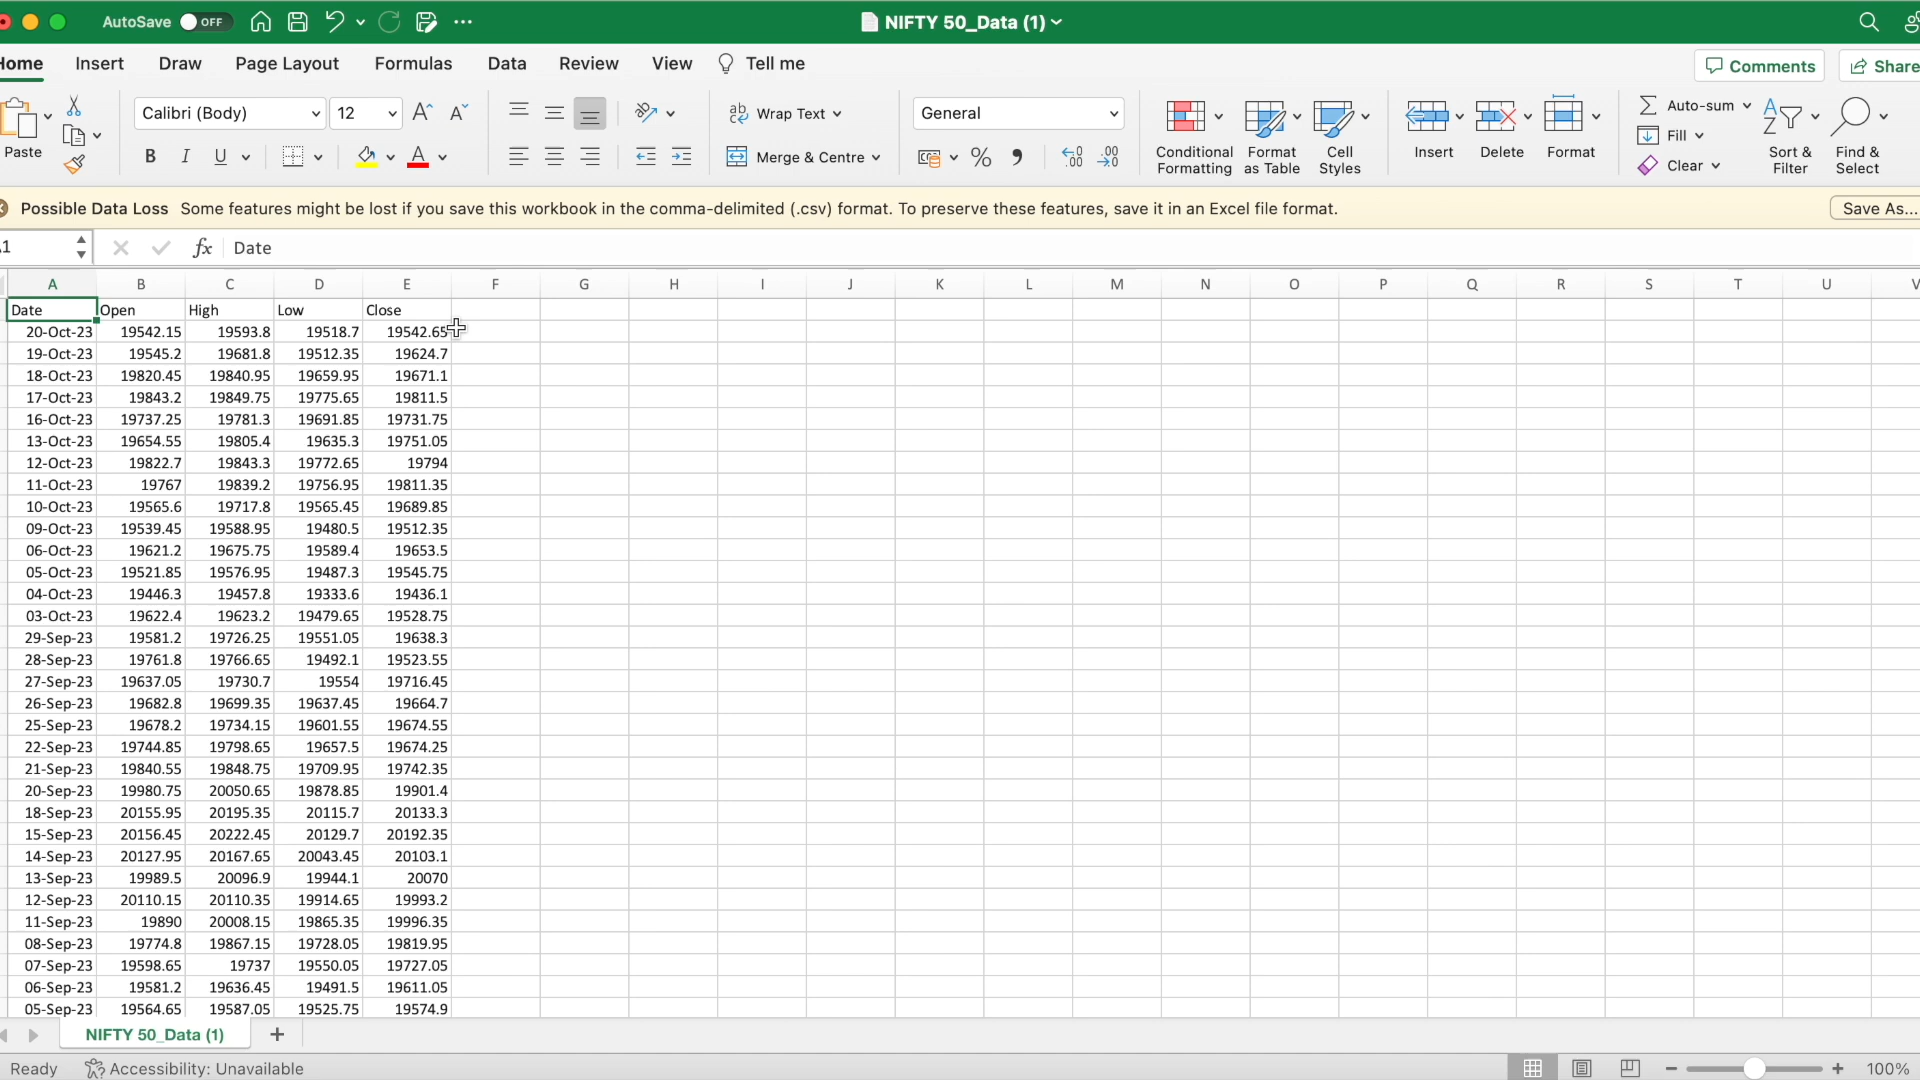 AutoSave OFF NIFTY 50_Data (1)
Home Insert Draw Page Layout Formulas Data Review View Tell me Comments Share
Calibri (Body) 12 Wrap Text General Auto-sum
Fill
Paste B I U Merge & Centre Conditional Formatting Format as Table Cell Styles Insert Delete Format Clear Sort & Filter Find & Select
Possible Data Loss Some features might be lost if you save this workbook in the comma-delimited (.csv) format. To preserve these features, save it in an Excel file format. Save As...
fx Date
A B C D E F G H I J K L M N O P Q R S T U V
Date Open High Low Close
20-Oct-23 19542.15 19593.8 19518.7 19542.65
19-Oct-23 19545.2 19681.8 19512.35 19624.7
18-Oct-23 19820.45 19840.95 19659.95 19671.1
17-Oct-23 19843.2 19849.75 19775.65 19811.5
16-Oct-23 19737.25 19781.3 19691.85 19731.75
13-Oct-23 19654.55 19805.4 19635.3 19751.05
12-Oct-23 19822.7 19843.3 19772.65 19794
11-Oct-23 19767 19839.2 19756.95 19811.35
10-Oct-23 19565.6 19717.8 19565.45 19689.85
09-Oct-23 19539.45 19588.95 19480.5 19512.35
06-Oct-23 19621.2 19675.75 19589.4 19653.5
05-Oct-23 19521.85 19576.95 19487.3 19545.75
04-Oct-23 19446.3 19457.8 19333.6 19436.1
03-Oct-23 19622.4 19623.2 19479.65 19528.75
29-Sep-23 19581.2 19726.25 19551.05 19638.3
28-Sep-23 19761.8 19766.65 19492.1 19523.55
27-Sep-23 19637.05 19730.7 19554 19716.45
26-Sep-23 19682.8 19699.35 19637.45 19664.7
25-Sep-23 19678.2 19734.15 19601.55 19674.55
22-Sep-23 19744.85 19798.65 19657.5 19674.25
21-Sep-23 19840.55 19848.75 19709.95 19742.35
20-Sep-23 19980.75 20050.65 19878.85 19901.4
18-Sep-23 20155.95 20195.35 20115.7 20133.3
15-Sep-23 20156.45 20222.45 20129.7 20192.35
14-Sep-23 20127.95 20167.65 20043.45 20103.1
13-Sep-23 19989.5 20096.9 19944.1 20070
12-Sep-23 20110.15 20110.35 19914.65 19993.2
11-Sep-23 19890 20008.15 19865.35 19996.35
08-Sep-23 19774.8 19867.15 19728.05 19819.95
07-Sep-23 19598.65 19737 19550.05 19727.05
06-Sep-23 19581.2 19636.45 19491.5 19611.05
05-Sep-23 19564.65 19587.05 19525.75 19574.9
NIFTY 50_Data (1)
Ready Accessibility: Unavailable 100%